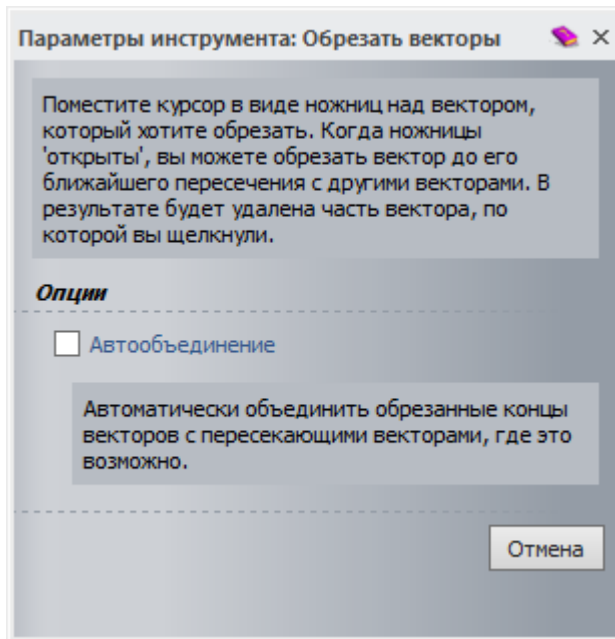 Параметры инструмента: Обрезать векторы
Поместите курсор в виде ножниц над вектором,
который хотите обрезать. Когда ножницы
'открыты', вы можете обрезать вектор до его
ближайшего пересечения с другими векторами. В
результате будет удалена часть вектора, по
которой вы щелкнули.
Опции
Автообъединение
Автоматически объединить обрезанные концы
векторов с пересекающими векторами, где это
возможно.
Отмена